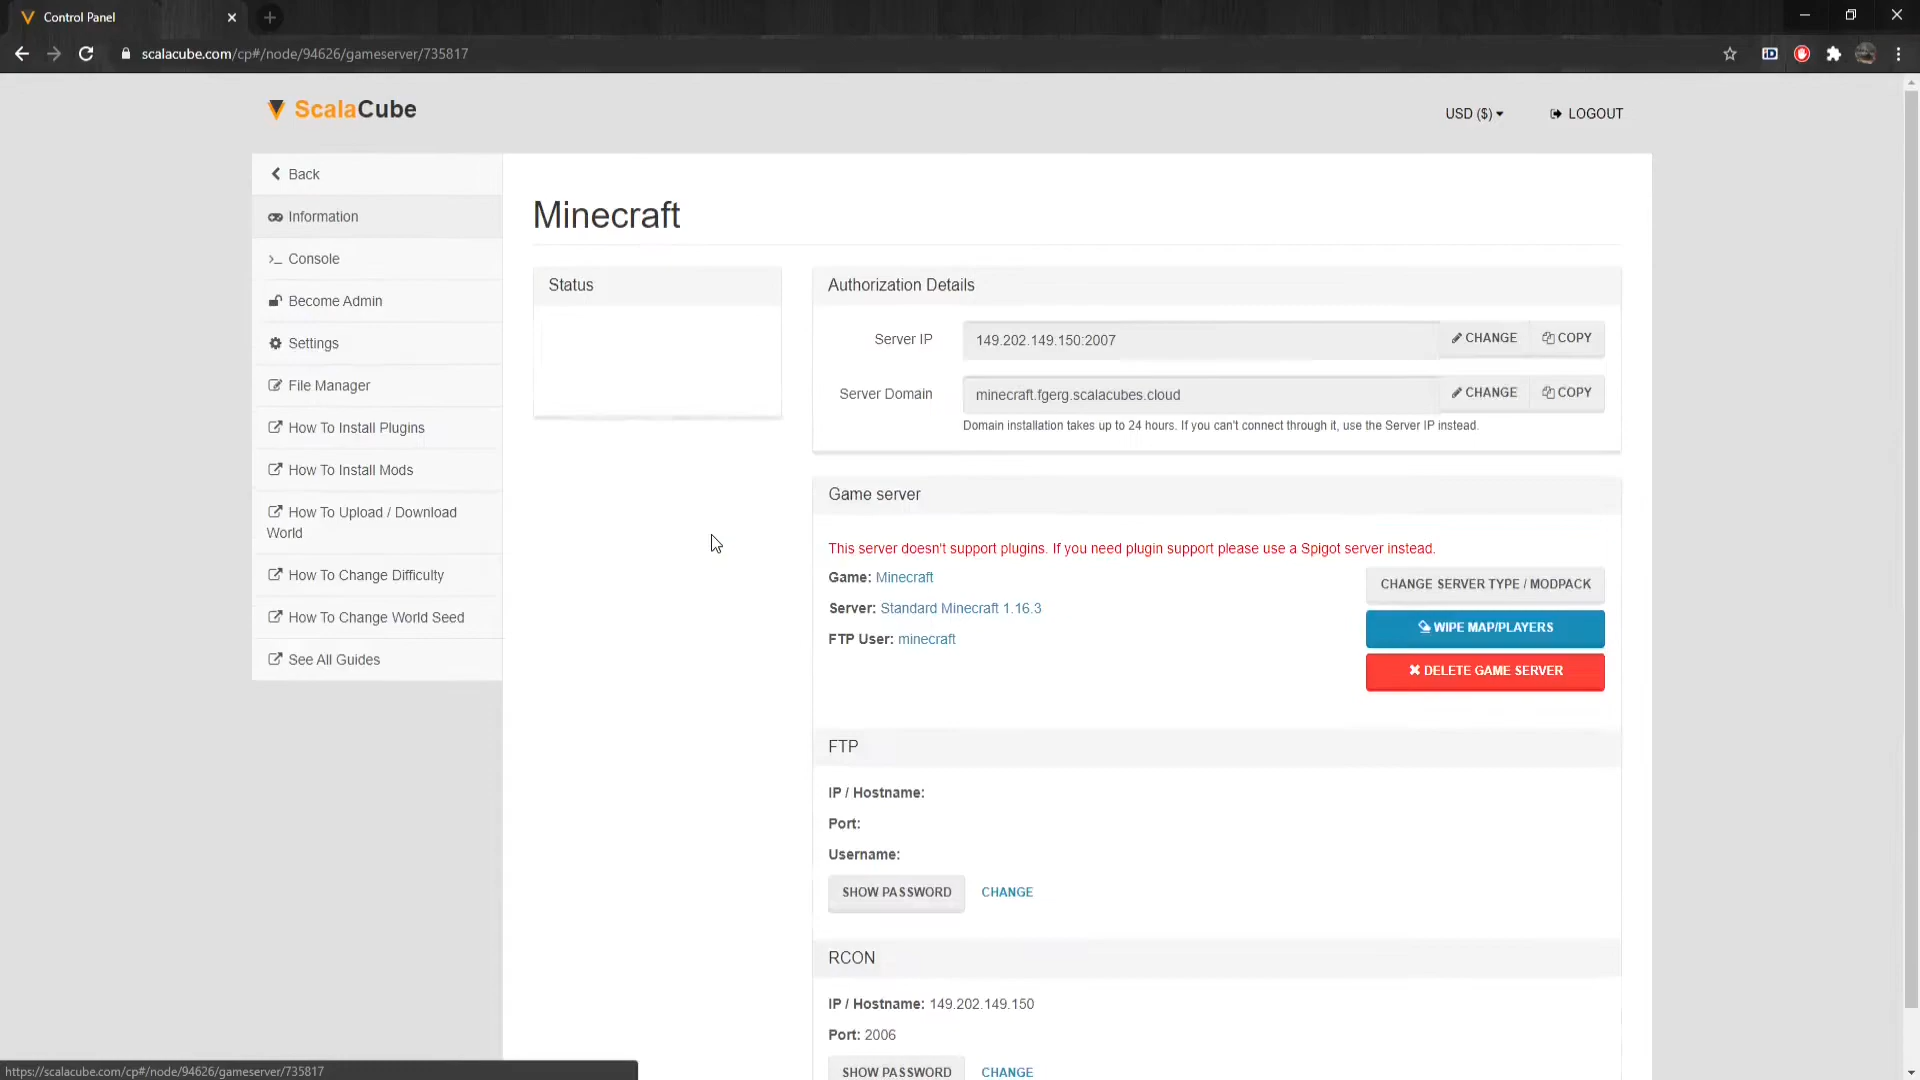 Control Panel
scalacube.com/cp#/node/94626/gameserver/735817
ScalaCube
USD ($)
LOGOUT
Back
Information
Console
Become Admin
Settings
File Manager
How To Install Plugins
How To Install Mods
How To Upload / Download
World
How To Change Difficulty
How To Change World Seed
See All Guides
Minecraft
Status
Authorization Details
Server IP
149.202.149.150:2007
CHANGE
COPY
Server Domain
minecraft.fgerg.scalacubes.cloud
CHANGE
COPY
Domain installation takes up to 24 hours. If you can't connect through it, use the Server IP instead.
Game server
This server doesn't support plugins. If you need plugin support please use a Spigot server instead.
Game: Minecraft
Server: Standard Minecraft 1.16.3
FTP User: minecraft
CHANGE SERVER TYPE / MODPACK
WIPE MAP/PLAYERS
DELETE GAME SERVER
FTP
IP / Hostname:
Port:
Username:
SHOW PASSWORD
CHANGE
RCON
IP / Hostname: 149.202.149.150
Port: 2006
SHOW PASSWORD
CHANGE
https://scalacube.com/cp#/node/94626/gameserver/735817